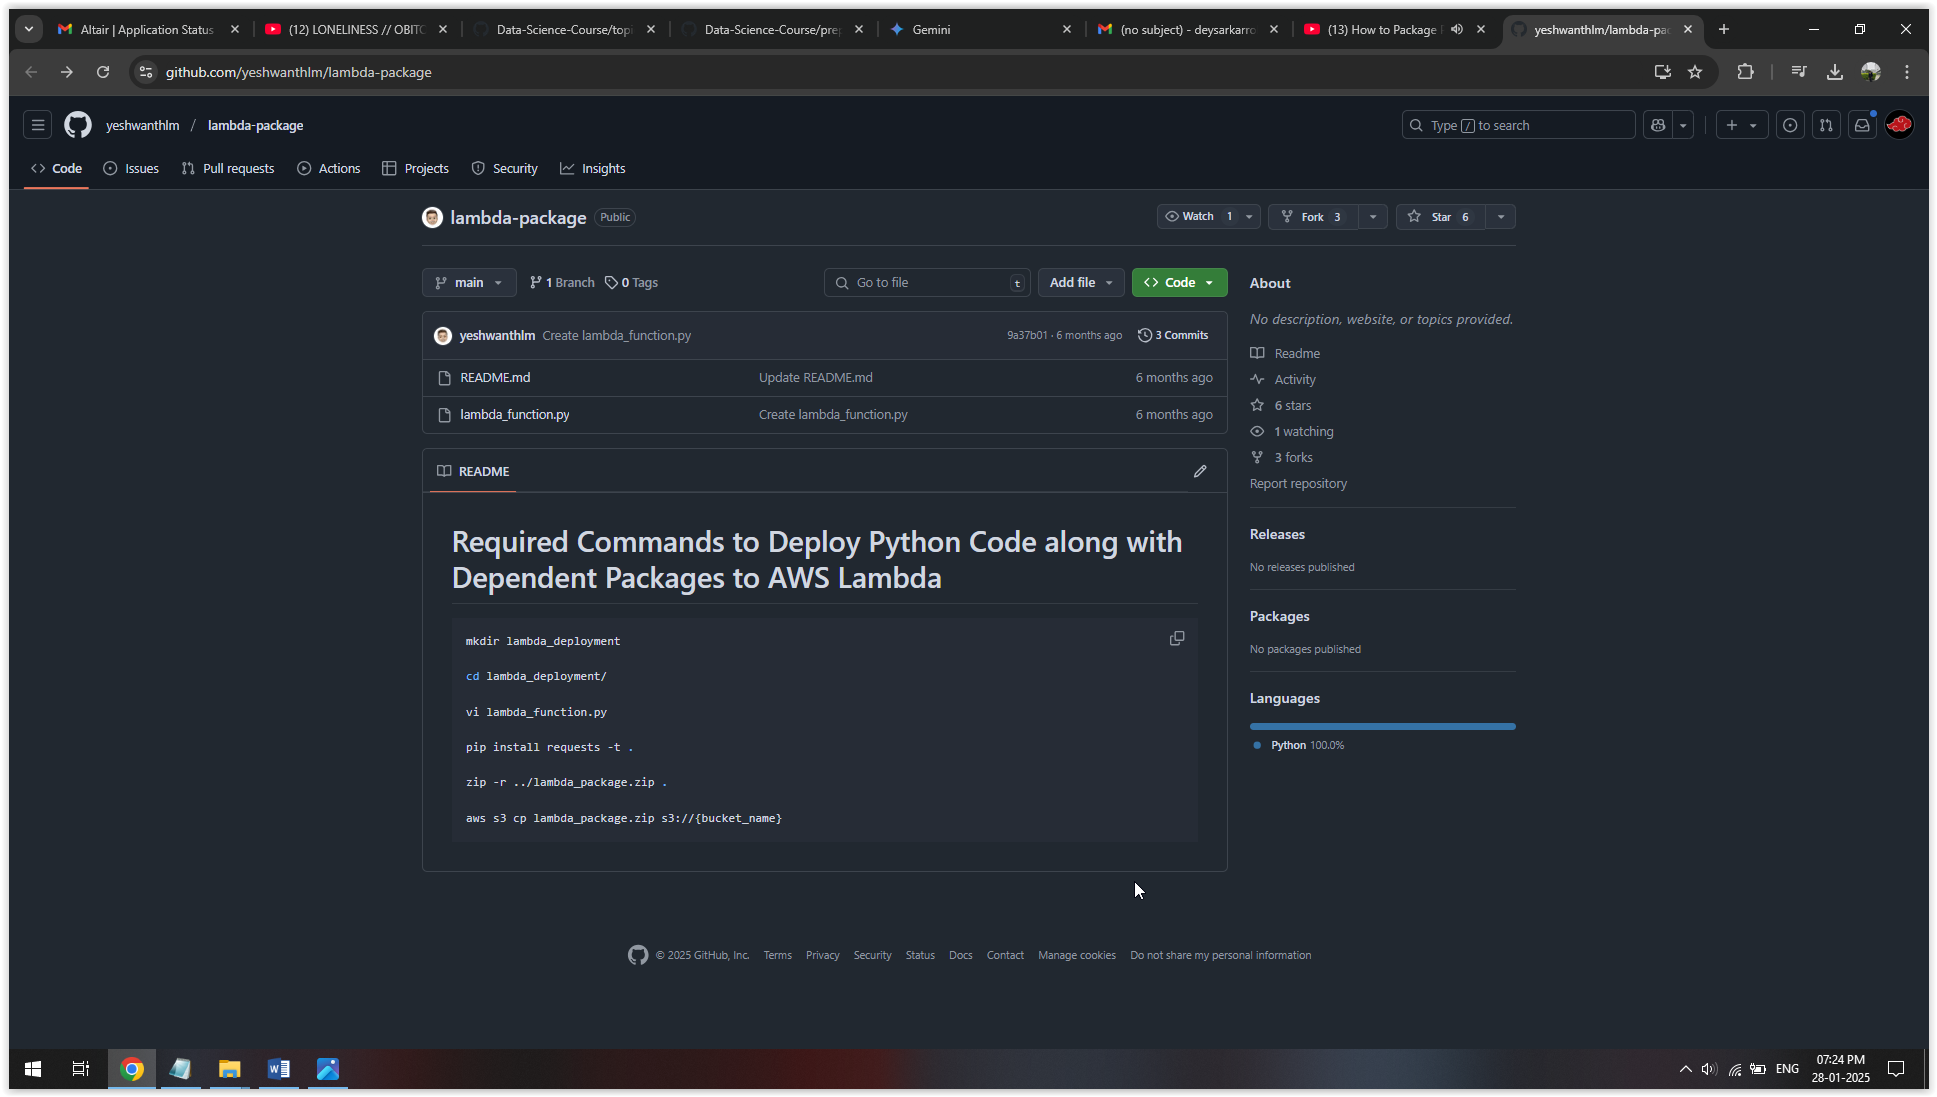 Altair | Application Status
(12) LONELINESS // OBITO
Data-Science-Course/topi
Data-Science-Course/prep
Gemini
(no subject) - deysarkarro
(13) How to Package
yeshwanthlm/lambda-pac
github.com/yeshwanthlm/lambda-package
yeshwanthlm / lambda-package
Type / to search
Code
Issues
Pull requests
Actions
Projects
Security
Insights
lambda-package Public
Watch 1
Fork 3
Star 6
main
1 Branch
0 Tags
Go to file t
Add file
Code
yeshwanthlm Create lambda_function.py 9a37b01 · 6 months ago 3 Commits
README.md Update README.md 6 months ago
lambda_function.py Create lambda_function.py 6 months ago
README
Required Commands to Deploy Python Code along with
Dependent Packages to AWS Lambda
mkdir lambda_deployment
cd lambda_deployment/
vi lambda_function.py
pip install requests -t .
zip -r ../lambda_package.zip .
aws s3 cp lambda_package.zip s3://{bucket_name}
About
No description, website, or topics provided.
Readme
Activity
6 stars
1 watching
3 forks
Report repository
Releases
No releases published
Packages
No packages published
Languages
Python 100.0%
© 2025 GitHub, Inc. Terms Privacy Security Status Docs Contact Manage cookies Do not share my personal information
ENG
07:24 PM
28-01-2025